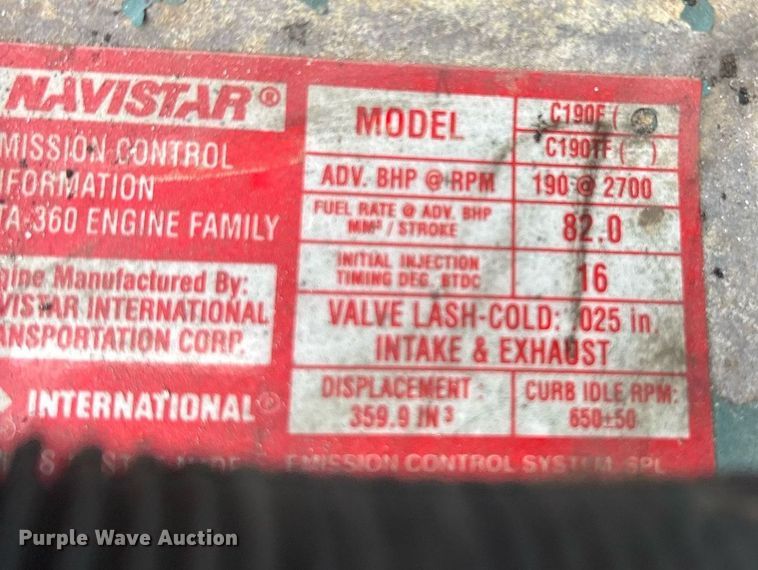 NAVISTAR®
MISSION CONTROL
FORMATION
TA 360 ENGINE FAMILY
gine Manufactured By:
VISTAR INTERNATIONAL
ANSPORTATION CORP.
INTERNATIONAL®
MODEL
C190F (
C190TF ( )
ADV. BHP @ RPM
190 @ 2700
FUEL RATE @ ADV. BHP
MM³ / STROKE
82.0
INITIAL INJECTION
TIMING DEG. BTDC
16
VALVE LASH-COLD: .025 in.
INTAKE & EXHAUST
DISPLACEMENT :
359.9 IN³
CURB IDLE RPM:
650±50
EMISSION CONTROL SYSTEM SPL
Purple Wave Auction